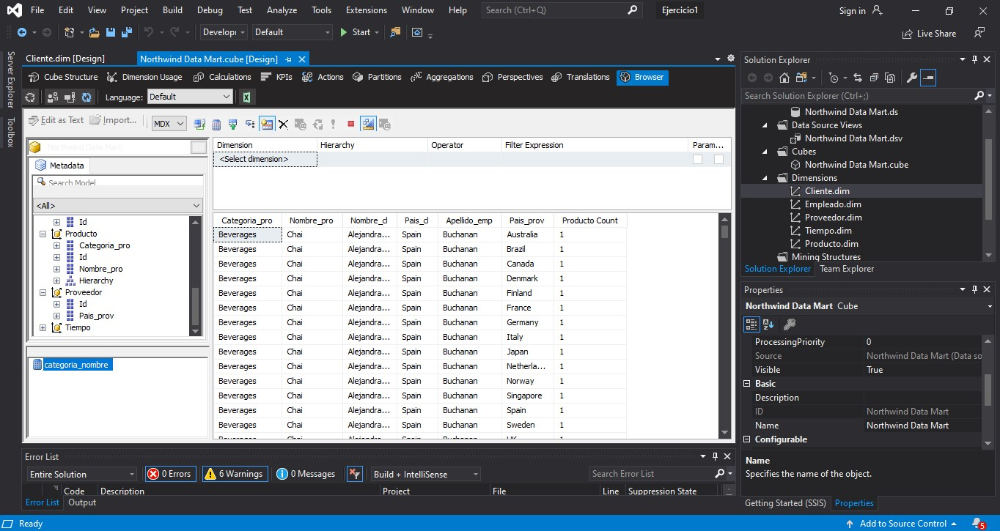 File Edit View Project Build Debug Test Analyze Tools Extensions Window Help Search (Ctrl+Q) Ejercicio1 Sign in
Developı Default Start Live Share
Server Explorer
Toolbox
Cliente.dim [Design] Northwind Data Mart.cube [Design]
Cube Structure Dimension Usage Calculations KPIs Actions Partitions Aggregations Perspectives Translations Browser
Language: Default
Edit as Text Import... MDX
Northwind Data Mart
Metadata
Search Model
<All>
Id
Producto
Categoria_pro
Id
Nombre_pro
Hierarchy
Proveedor
Id
Pais_prov
Tiempo
categoria_nombre
Dimension Hierarchy Operator Filter Expression Param...
<Select dimension>
Categoria_pro Nombre_pro Nombre_cl Pais_cl Apellido_emp Pais_prov Producto Count
Beverages Chai Alejandra... Spain Buchanan Australia 1
Beverages Chai Alejandra... Spain Buchanan Brazil 1
Beverages Chai Alejandra... Spain Buchanan Canada 1
Beverages Chai Alejandra... Spain Buchanan Denmark 1
Beverages Chai Alejandra... Spain Buchanan Finland 1
Beverages Chai Alejandra... Spain Buchanan France 1
Beverages Chai Alejandra... Spain Buchanan Germany 1
Beverages Chai Alejandra... Spain Buchanan Italy 1
Beverages Chai Alejandra... Spain Buchanan Japan 1
Beverages Chai Alejandra... Spain Buchanan Netherla... 1
Beverages Chai Alejandra... Spain Buchanan Norway 1
Beverages Chai Alejandra... Spain Buchanan Singapore 1
Beverages Chai Alejandra... Spain Buchanan Spain 1
Beverages Chai Alejandra... Spain Buchanan Sweden 1
Beverages Chai Alejandra... Spain Buchanan UK 1
Error List
Entire Solution 0 Errors 6 Warnings 0 Messages Build + IntelliSense Search Error List
Code Description Project File Line Suppression State
Error List Output
Solution Explorer
Search Solution Explorer (Ctrl+;)
Northwind Data Mart.ds
Data Source Views
Northwind Data Mart.dsv
Cubes
Northwind Data Mart.cube
Dimensions
Cliente.dim
Empleado.dim
Proveedor.dim
Tiempo.dim
Producto.dim
Mining Structures
Solution Explorer Team Explorer
Properties
Northwind Data Mart Cube
ProcessingPriority 0
Source Northwind Data Mart (Data so
Visible True
Basic
Description
ID Northwind Data Mart
Name Northwind Data Mart
Configurable
Name
Specifies the name of the object.
Getting Started (SSIS) Properties
Ready Add to Source Control 5